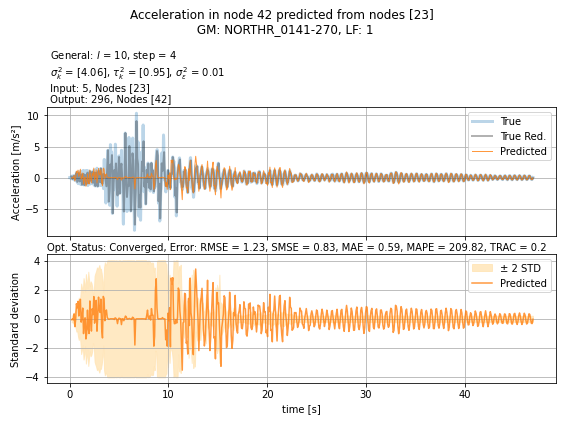 Acceleration in node 42 predicted from nodes [23]
GM: NORTHR_0141-270, LF: 1
General: l = 10, step = 4
σ²ₖ = [4.06], τ²ₖ = [0.95], σ²ε = 0.01
Input: 5, Nodes [23]
Output: 296, Nodes [42]
Acceleration [m/s²]
10
5
0
−5
True
True Red.
Predicted
Opt. Status: Converged, Error: RMSE = 1.23, SMSE = 0.83, MAE = 0.59, MAPE = 209.82, TRAC = 0.2
Standard deviation
4
2
0
−2
−4
± 2 STD
Predicted
0 10 20 30 40
time [s]